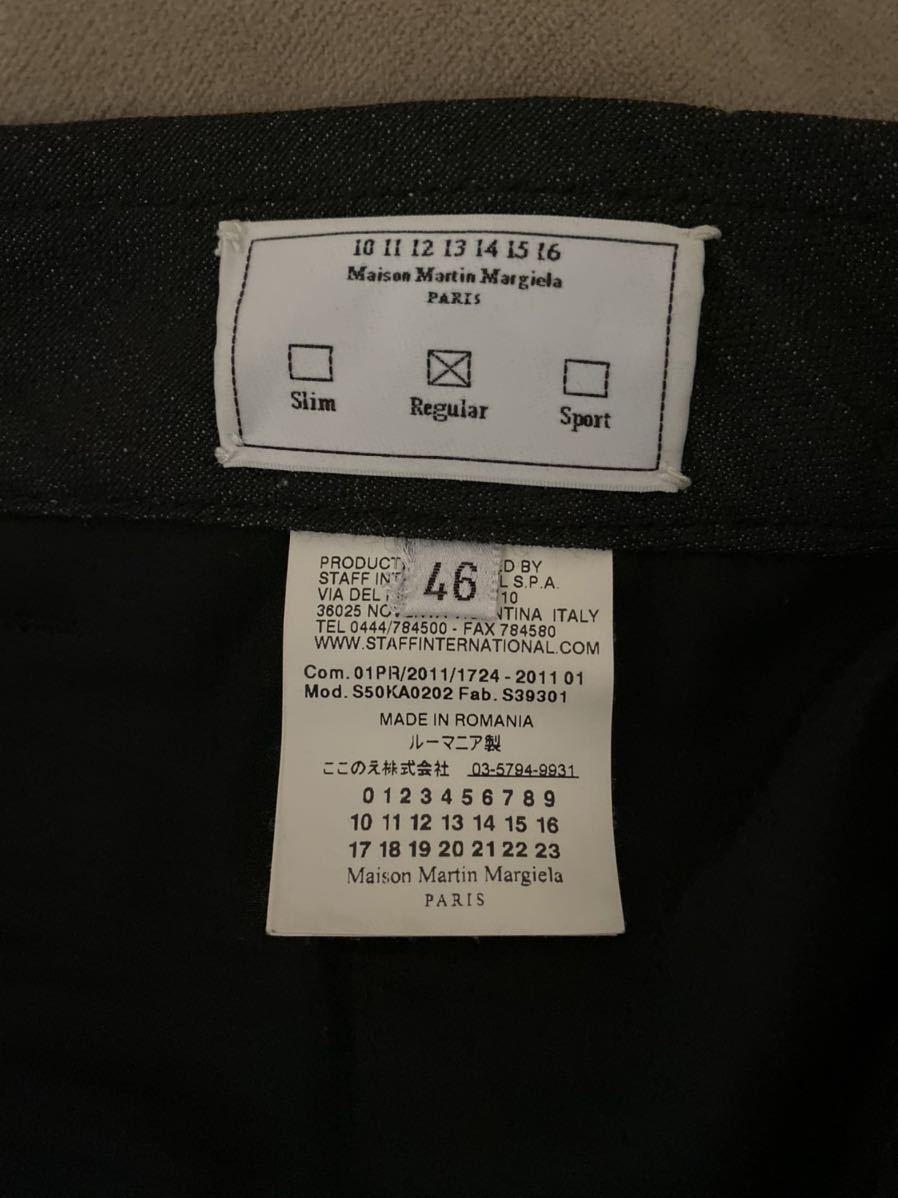 10 11 12 13 14 15 16
Maison Martin Margiela
PARIS
Slim Regular Sport
46
PRODUCT D BY
STAFF INT L S.P.A.
VIA DEL 10
36025 ITALY
TEL 0444/784500 - FAX 784580
WWW.STAFFINTERNATIONAL.COM
Com. 01PR/2011/1724 - 2011 01
Mod. S50KA0202 Fab. S39301
MADE IN ROMANIA
ルーマニア製
ここのえ株式会社 03-5794-9931
0 1 2 3 4 5 6 7 8 9
10 11 12 13 14 15 16
17 18 19 20 21 22 23
Maison Martin Margiela
PARIS